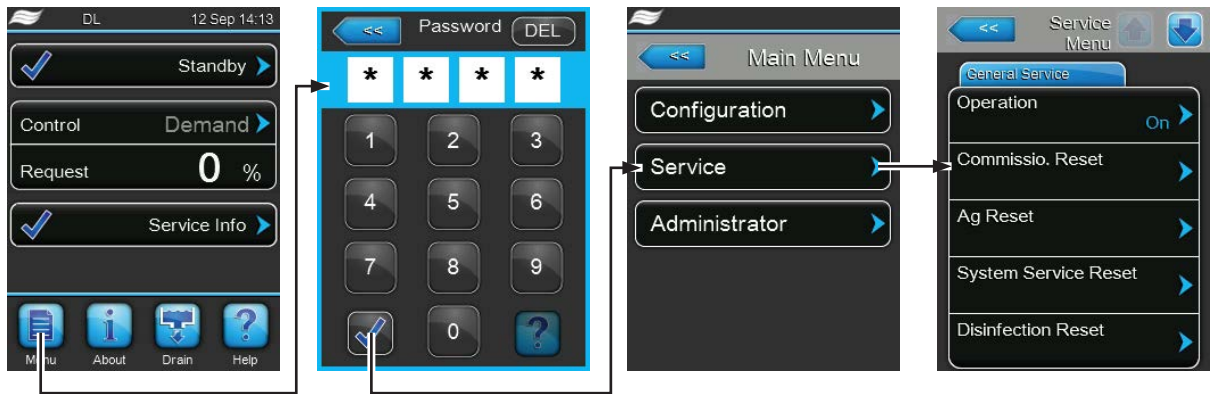 DL 12 Sep 14:13
Standby
Control Demand
Request 0 %
Service Info
Menu About Drain Help
<< Password DEL
* * * *
1 2 3
4 5 6
7 8 9
0 ?
<< Main Menu
Configuration
Service
Administrator
<< Service
Menu
General Service
Operation
On
Commissio. Reset
Ag Reset
System Service Reset
Disinfection Reset